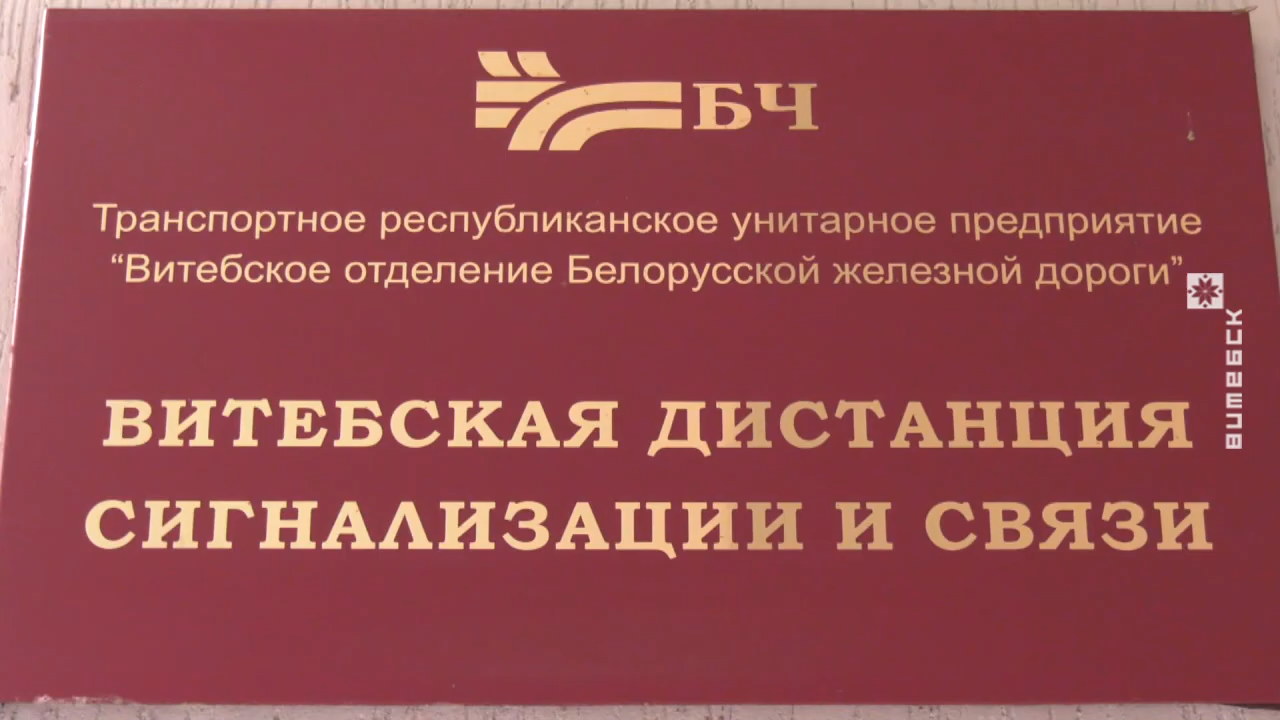 БЧ
Транспортное республиканское унитарное предприятие
“Витебское отделение Белорусской железной дороги”
ВИТЕБСК
ВИТЕБСКАЯ ДИСТАНЦИЯ
СИГНАЛИЗАЦИИ И СВЯЗИ